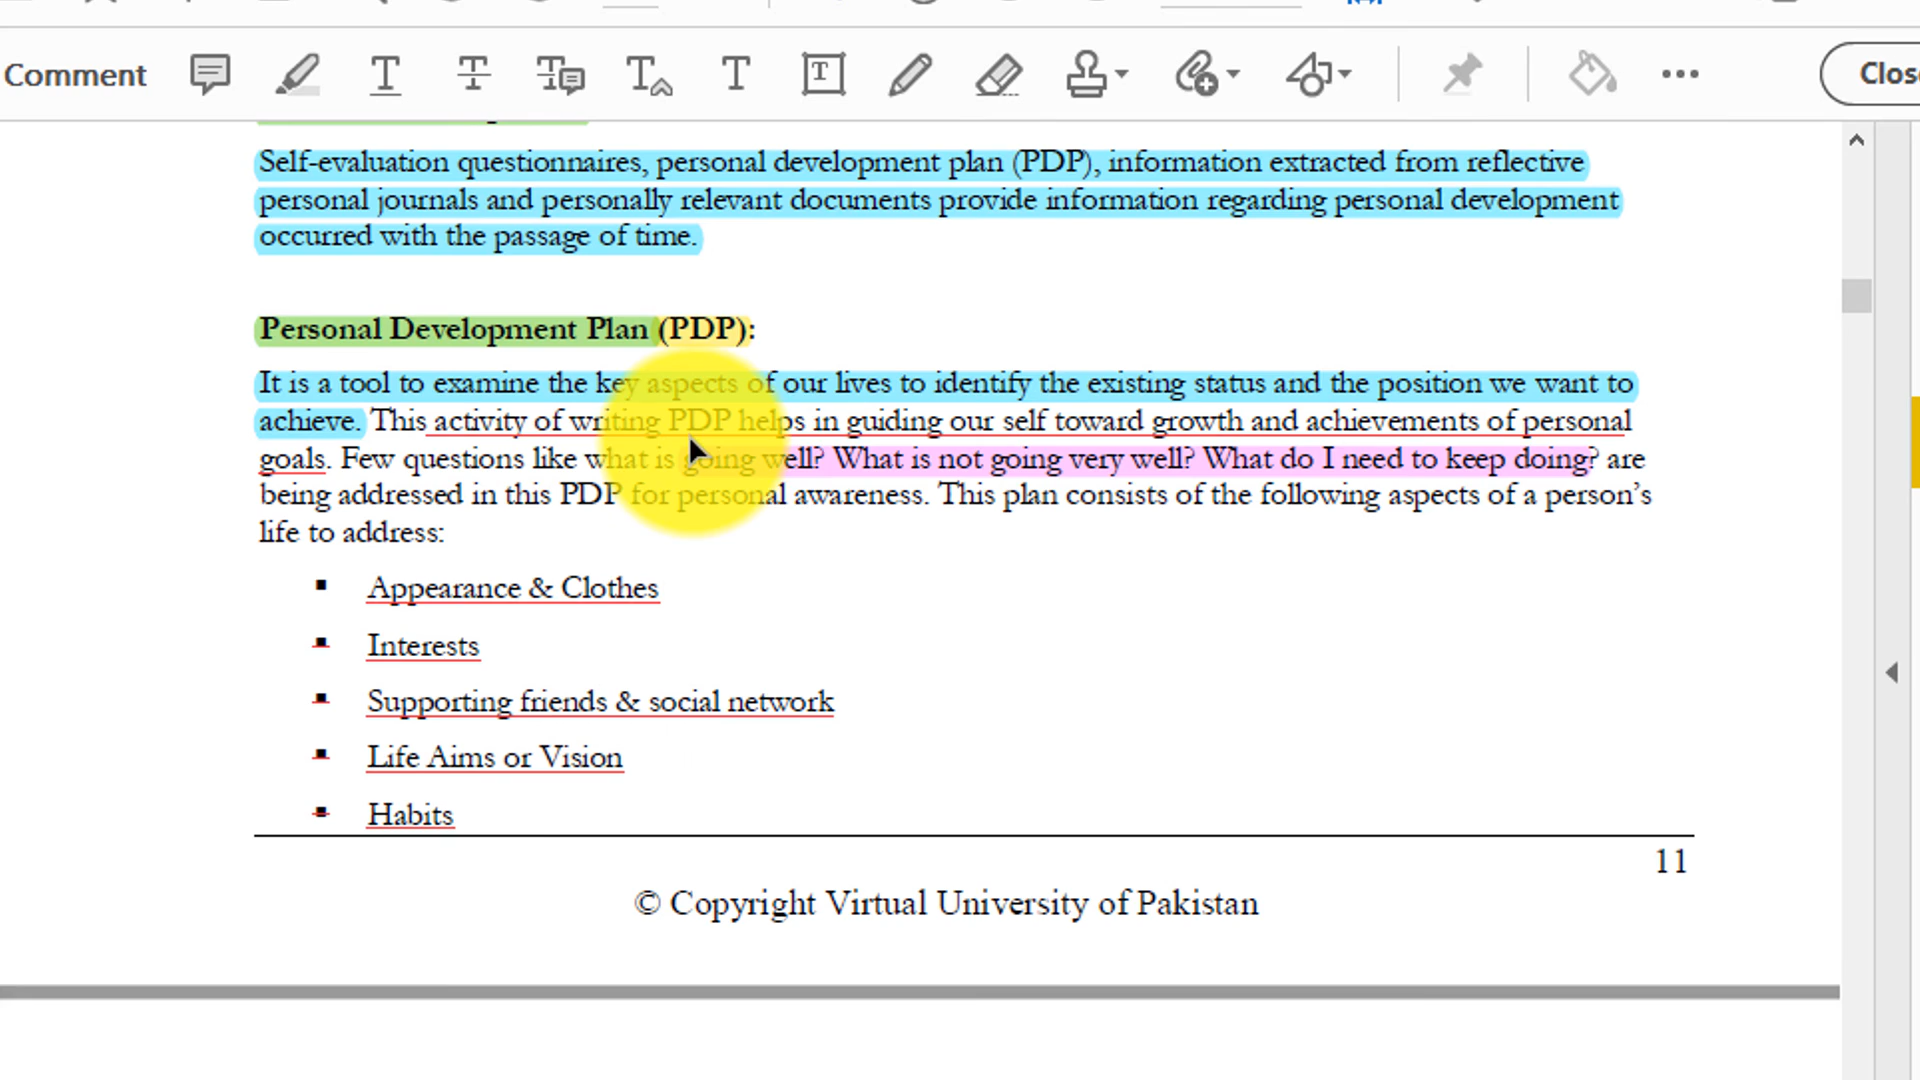 Comment
Clos
Self-evaluation questionnaires, personal development plan (PDP), information extracted from reflective
personal journals and personally relevant documents provide information regarding personal development
occurred with the passage of time.
Personal Development Plan (PDP):
It is a tool to examine the key aspects of our lives to identify the existing status and the position we want to
achieve. This activity of writing PDP helps in guiding our self toward growth and achievements of personal
goals. Few questions like what is going well? What is not going very well? What do I need to keep doing? are
being addressed in this PDP for personal awareness. This plan consists of the following aspects of a person’s
life to address:
▪ Appearance & Clothes
▪ Interests
▪ Supporting friends & social network
▪ Life Aims or Vision
▪ Habits
11
© Copyright Virtual University of Pakistan